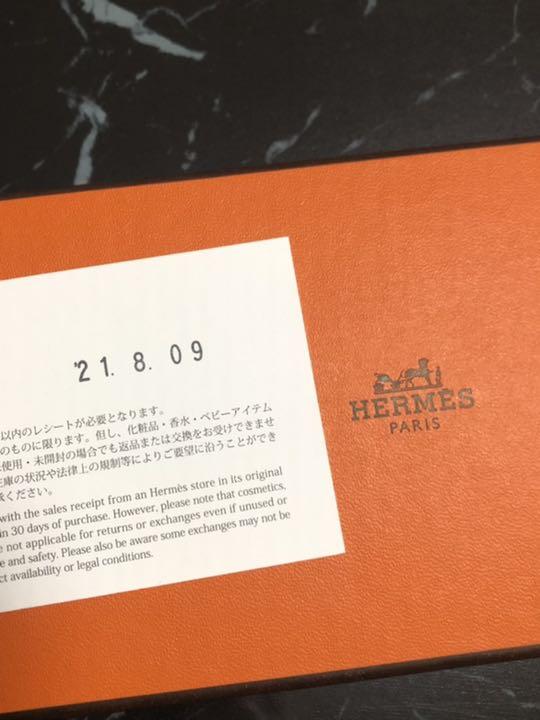 '21. 8. 09
以内のレシートが必要となります。
のものに限ります。但し、化粧品・香水・ベビーアイテム
使用・未開封の場合でも返品または交換をお受けできませ
庫の状況や法律上の規制等によりご要望に沿うことができ
承ください。
with the sales receipt from an Hermès store in its original
in 30 days of purchase. However, please note that cosmetics,
e not applicable for returns or exchanges even if unused or
e and safety. Please also be aware some exchanges may not be
ct availability or legal conditions.
HERMÈS
PARIS